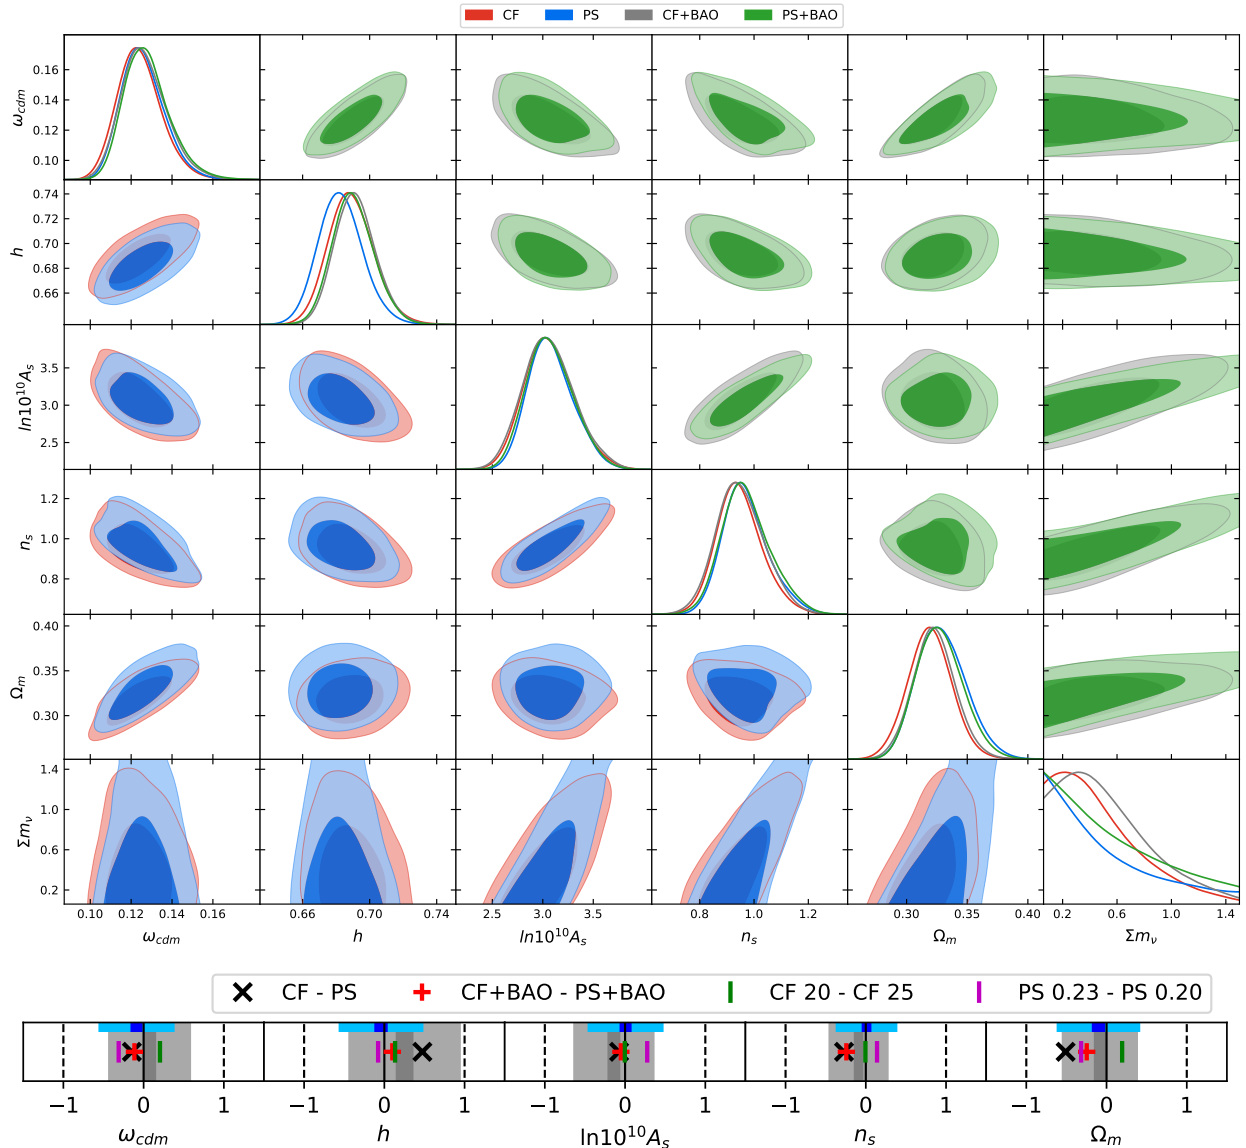 CF PS CF+BAO PS+BAO
ω_cdm 0.16 0.14 0.12 0.10
h 0.74 0.72 0.70 0.68 0.66
ln10^10A_s 3.5 3.0 2.5
n_s 1.2 1.0 0.8
Ω_m 0.40 0.35 0.30
Σm_ν 1.4 1.0 0.6 0.2
0.10 0.12 0.14 0.16 0.66 0.70 0.74 2.5 3.0 3.5 0.8 1.0 1.2 0.30 0.35 0.40 0.2 0.6 1.0 1.4
ω_cdm h ln10^10A_s n_s Ω_m Σm_ν
CF - PS CF+BAO - PS+BAO CF 20 - CF 25 PS 0.23 - PS 0.20
−1 0 1 −1 0 1 −1 0 1 −1 0 1 −1 0 1
ω_cdm h ln10^10A_s n_s Ω_m